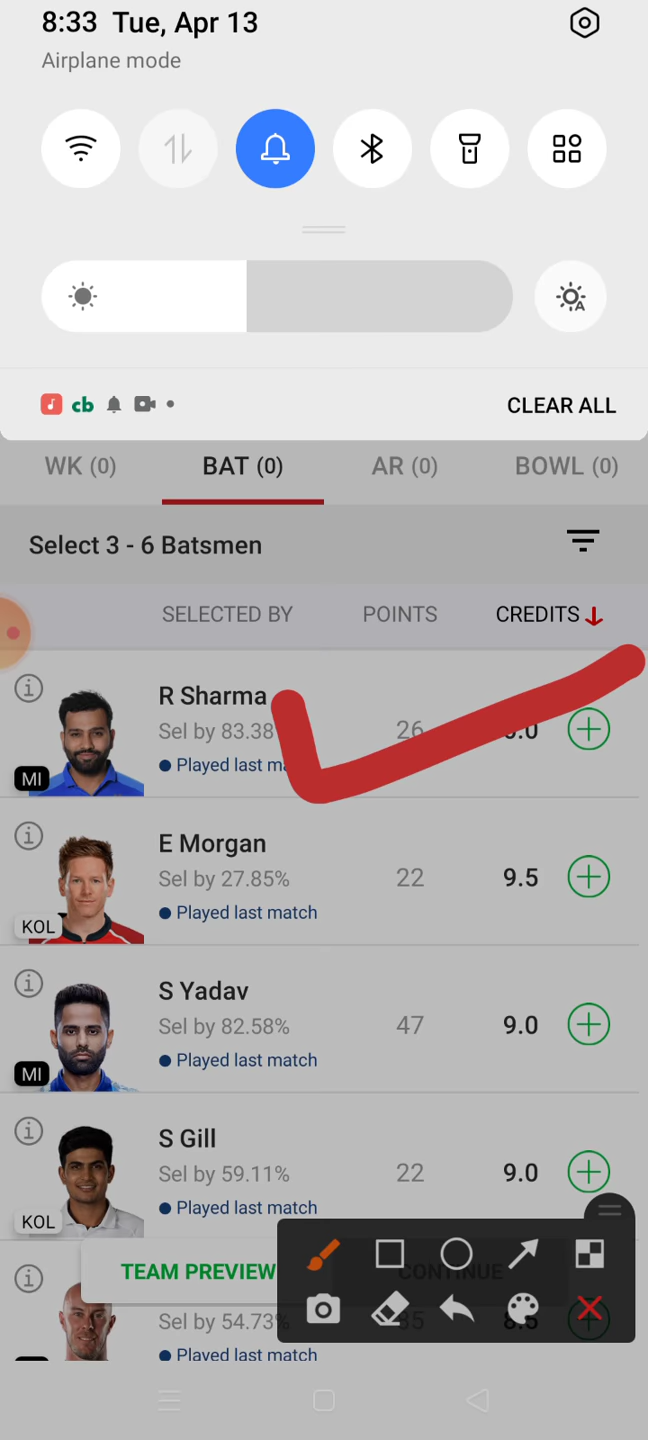 8:33 Tue, Apr 13
Airplane mode
A
cb
CLEAR ALL
WK (0) BAT (0) AR (0) BOWL (0)
Select 3 - 6 Batsmen
SELECTED BY POINTS CREDITS
R Sharma
Sel by 83.38 26
Played last
MI
E Morgan
Sel by 27.85% 22 9.5
Played last match
KOL
S Yadav
Sel by 82.58% 47 9.0
Played last match
MI
S Gill
Sel by 59.11% 22 9.0
Played last match
KOL
TEAM PREVIEW CONTINUE
Sel by 54.73% 35 8.5
Played last match